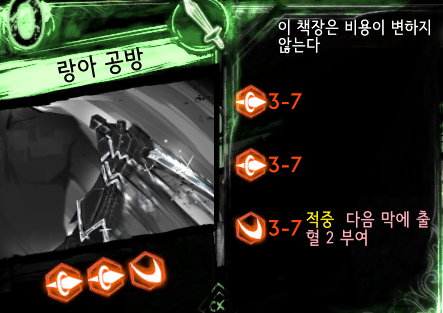 0
랑아 공방
이 책장은 비용이 변하지
않는다
3-7
3-7
3-7 적중 다음 막에 출
혈 2 부여